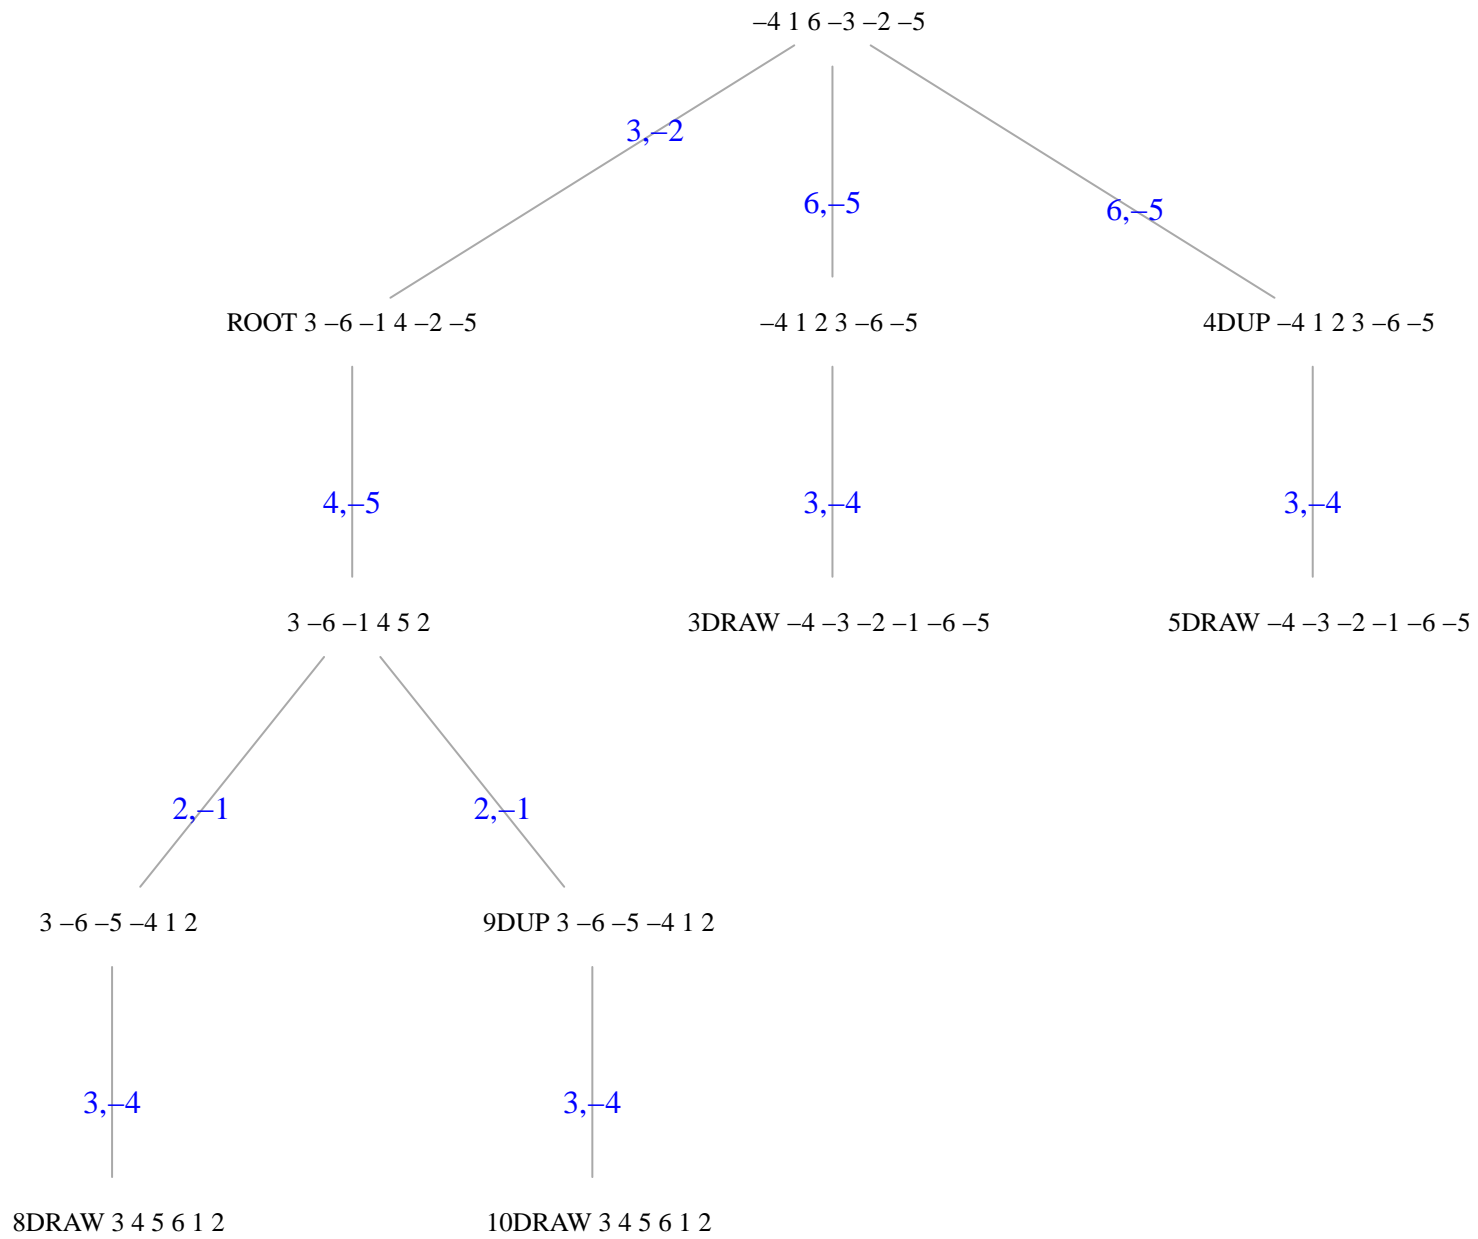 –4 1 6 –3 –2 –5
3,–2
6,–5
6,–5
ROOT 3 –6 –1 4 –2 –5
–4 1 2 3 –6 –5
4DUP –4 1 2 3 –6 –5
4,–5
3,–4
3,–4
3 –6 –1 4 5 2
3DRAW –4 –3 –2 –1 –6 –5
5DRAW –4 –3 –2 –1 –6 –5
2,–1
2,–1
3 –6 –5 –4 1 2
9DUP 3 –6 –5 –4 1 2
3,–4
3,–4
8DRAW 3 4 5 6 1 2
10DRAW 3 4 5 6 1 2